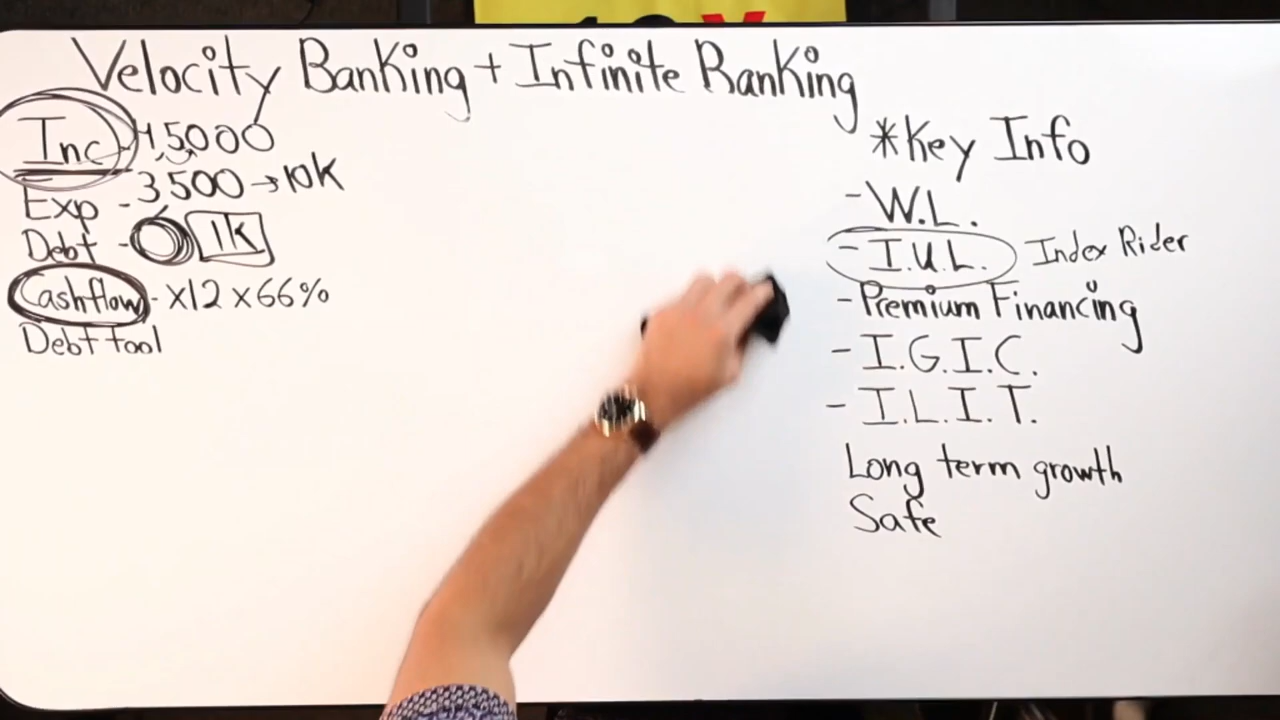 Velocity Banking + Infinite Banking
Inc - 15,000
Exp - 3500 → 10K
Debt - 0 1K
Cashflow - x12 x 66%
Debt tool
*Key Info
- W.L.
- I.U.L. Index Rider
- Premium Financing
- I.G.I.C.
- I.L.I.T.
Long term growth
Safe